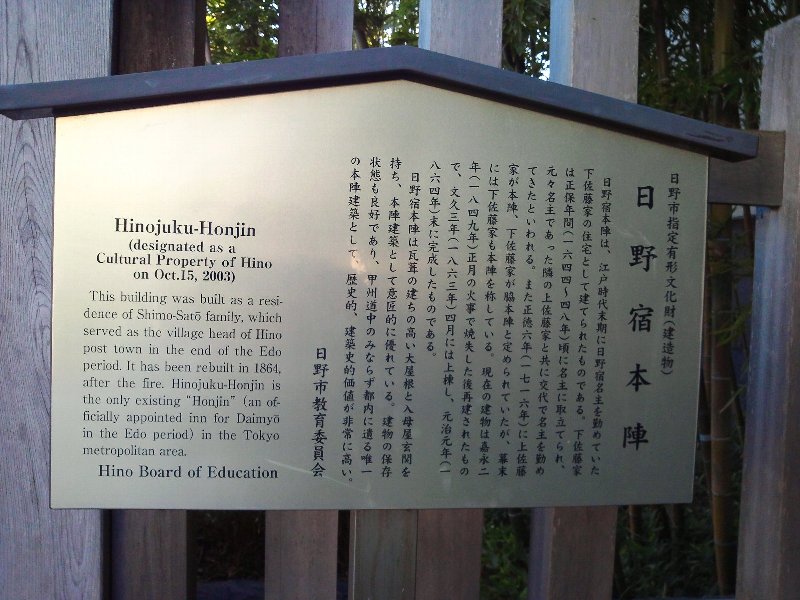 日野市指定有形文化財(建造物)
日野宿本陣
日野宿本陣は、江戸時代末期に日野宿名主を勤めていた
下佐藤家の住宅として建てられたものである。下佐藤家
は正保年間(一六四四〜四八年)頃に名主に取立てられ、
元々名主であった隣の上佐藤家と共に交代で名主を勤め
てきたといわれる。また正徳六年(一七一六年)に上佐藤
家が本陣、下佐藤家が脇本陣と定められていたが、幕末
には下佐藤家も本陣を称している。現在の建物は嘉永二
年(一八四九年)正月の火事で焼失した後再建されたもの
で、文久三年(一八六三年)四月には上棟し、元治元年(一
八六四年)末に完成したものである。
日野宿本陣は瓦葺の建ちの高い大屋根と入母屋玄関を
持ち、本陣建築として意匠的に優れている。建物の保存
状態も良好であり、甲州道中のみならず都内に遺る唯一
の本陣建築として、歴史的、建築史的価値が非常に高い。
日野市教育委員会
Hinojuku-Honjin
(designated as a
Cultural Property of Hino
on Oct.15, 2003)
This building was built as a resi-
dence of Shimo-Satō family, which
served as the village head of Hino
post town in the end of the Edo
period. It has been rebuilt in 1864,
after the fire. Hinojuku-Honjin is
the only existing "Honjin" (an of-
ficially appointed inn for Daimyō
in the Edo period) in the Tokyo
metropolitan area.
Hino Board of Education